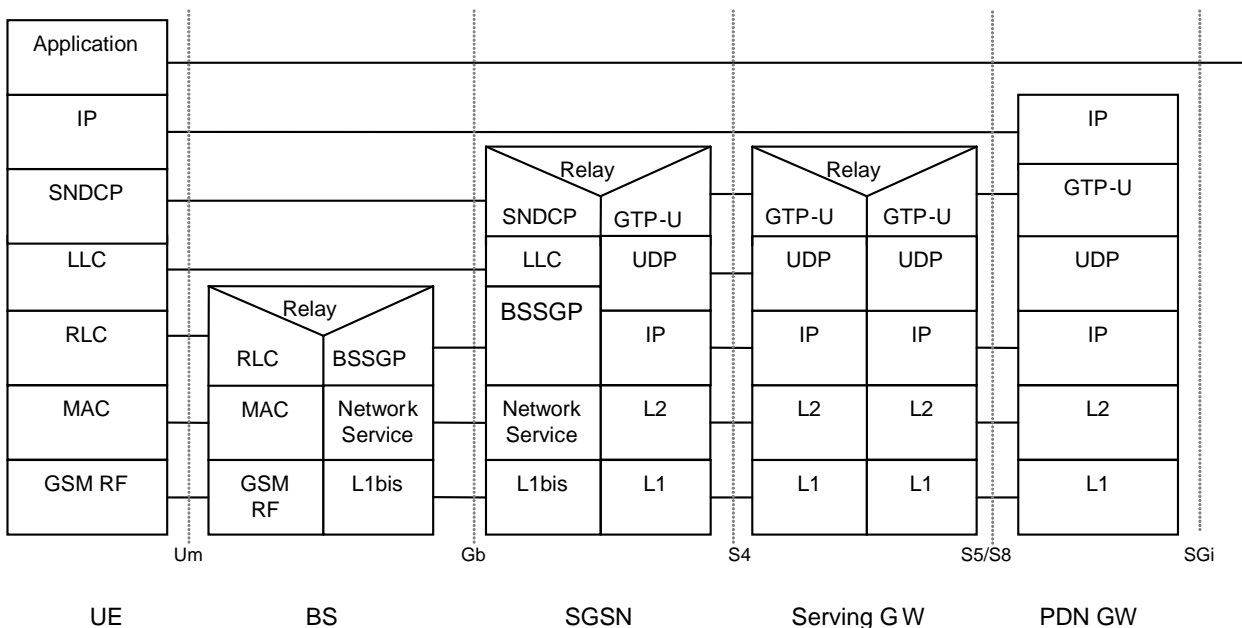 Application
IP
IP
Relay
Relay
SNDCP
GTP-U
SNDCP
GTP-U
GTP-U
GTP-U
LLC
LLC
UDP
UDP
UDP
UDP
Relay
BSSGP
RLC
IP
IP
IP
IP
RLC
BSSGP
MAC
MAC
Network
Service
Network
Service
L2
L2
L2
L2
GSM RF
GSM
RF
L1bis
L1bis
L1
L1
L1
L1
Um
Gb
S4
S5/S8
SGi
UE
BS
SGSN
Serving GW
PDN GW